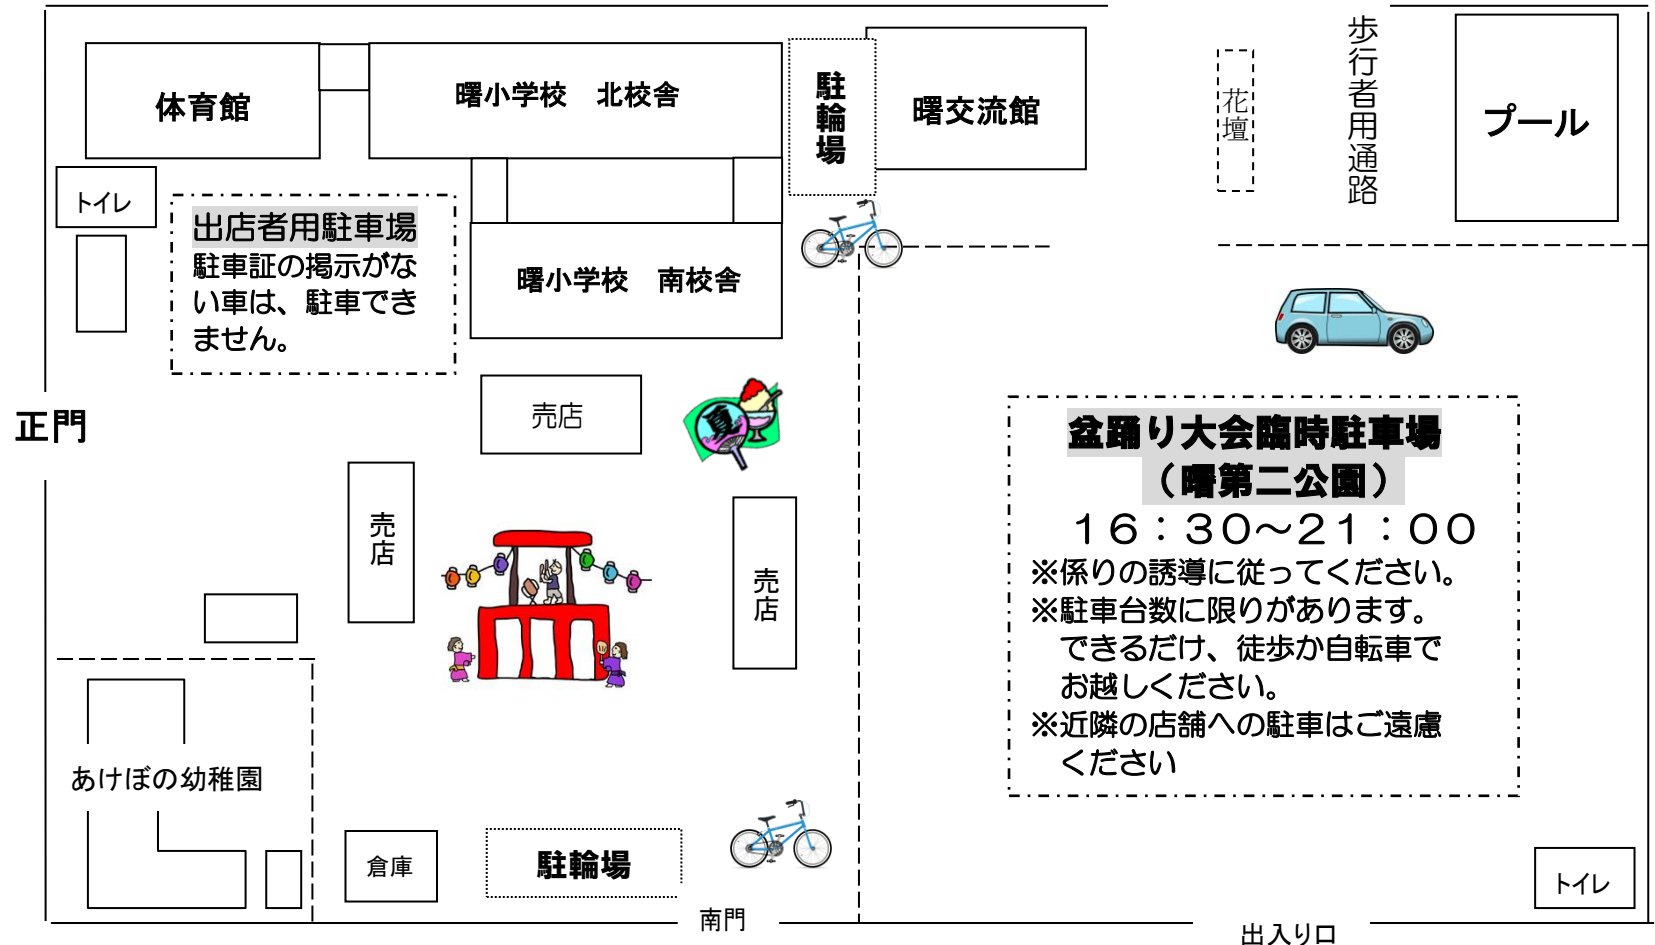 体育館
曙小学校　北校舎
駐輪場
曙交流館
花壇
歩行者用通路
プール
トイレ
出店者用駐車場
駐車証の掲示がな
い車は、駐車でき
ません。
曙小学校　南校舎
正門
売店
夏
売店
売店
盆踊り大会臨時駐車場
（曙第二公園）
１６：３０～２１：００
※係りの誘導に従ってください。
※駐車台数に限りがあります。
できるだけ、徒歩か自転車で
お越しください。
※近隣の店舗への駐車はご遠慮
ください
あけぼの幼稚園
倉庫
駐輪場
トイレ
南門
出入り口